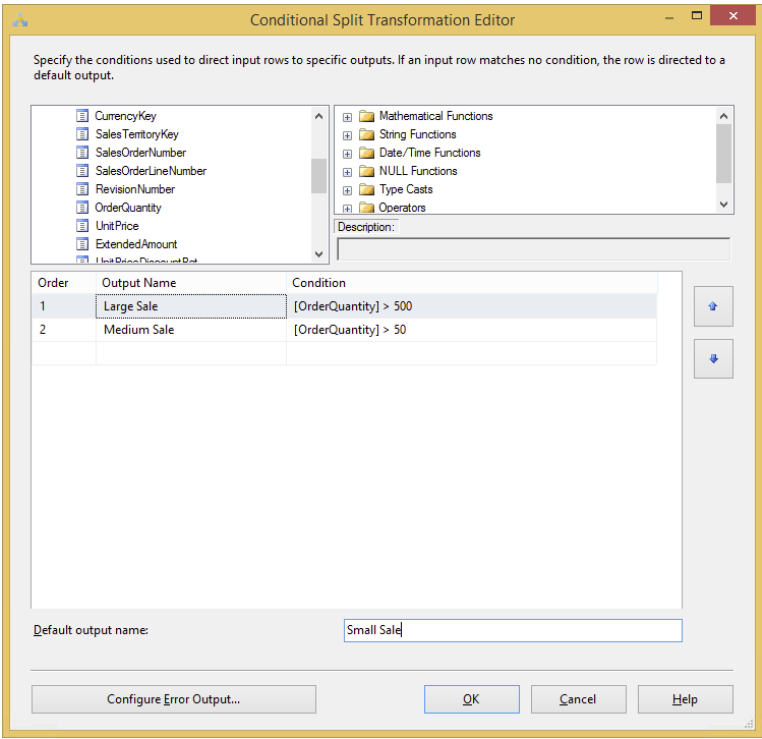 Conditional Split Transformation Editor
Specify the conditions used to direct input rows to specific outputs. If an input row matches no condition, the row is directed to a
default output.
CurrencyKey
SalesTerritoryKey
SalesOrderNumber
SalesOrderLineNumber
RevisionNumber
OrderQuantity
UnitPrice
ExtendedAmount
Mathematical Functions
String Functions
Date/Time Functions
NULL Functions
Type Casts
Operators
Description:
Order Output Name Condition
1 Large Sale [OrderQuantity] > 500
2 Medium Sale [OrderQuantity] > 50
Default output name: Small Sale
Configure Error Output... OK Cancel Help